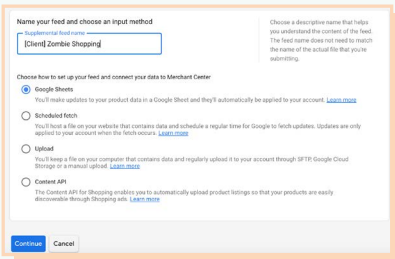 Name your feed and choose an input method
Supplemental feed name
[Client] Zombie Shopping
Choose a descriptive name that helps
you understand the content of the feed.
The feed name does not need to match
the name of the actual file that you're
submitting.
Choose how to set up your feed and connect your data to Merchant Center
Google Sheets
You'll make updates to your product data in a Google Sheet and they'll automatically be applied to your account. Learn more
Scheduled fetch
You'll host a file on your website that contains data and schedule a regular time for Google to fetch updates. Updates are only
applied to your account when the fetch occurs. Learn more
Upload
You'll keep a file on your computer that contains data and regularly upload it to your account through SFTP, Google Cloud
Storage or a manual upload. Learn more
Content API
The Content API for Shopping enables you to automatically upload product listings so that your products are easily
discoverable through Shopping ads. Learn more
Continue
Cancel